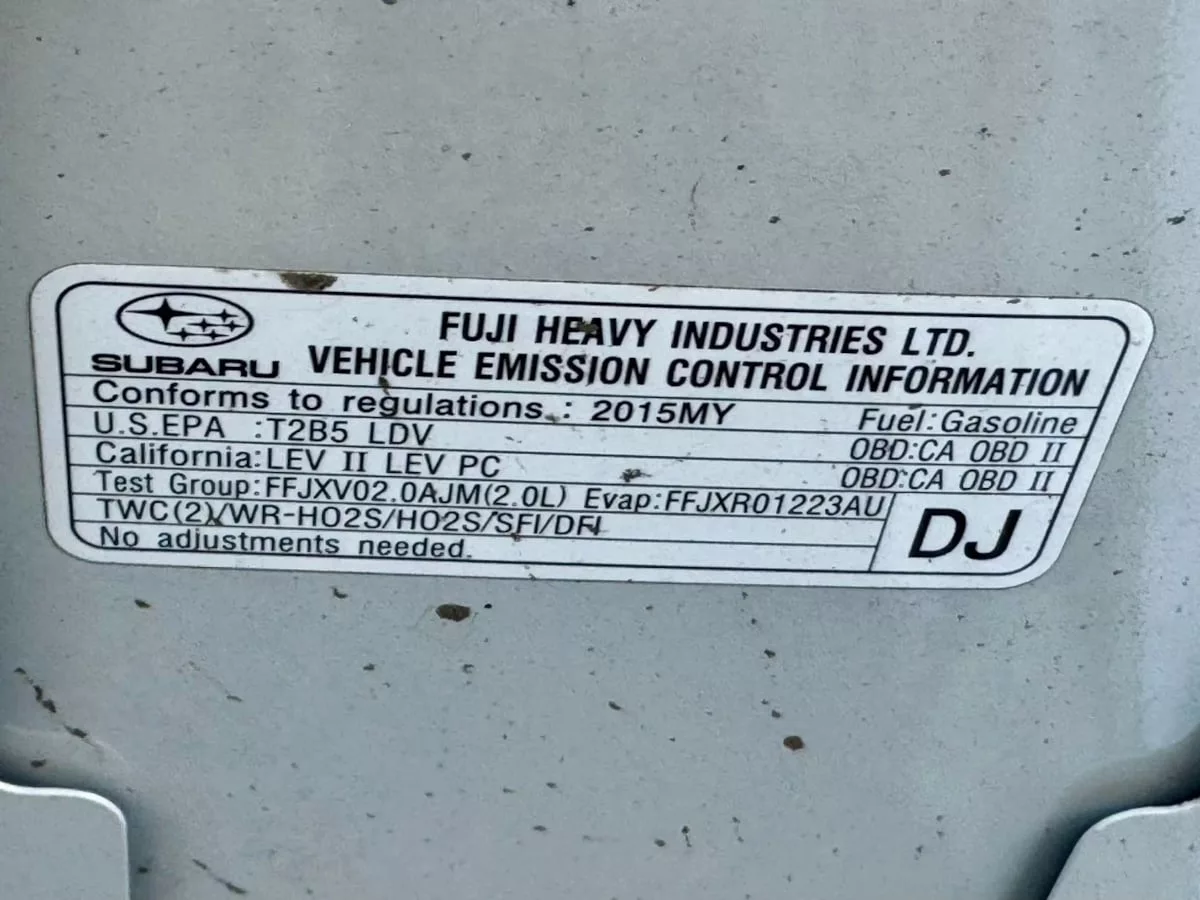 FUJI HEAVY INDUSTRIES LTD.
SUBARU VEHICLE EMISSION CONTROL INFORMATION
Conforms to regulations : 2015MY Fuel:Gasoline
U.S.EPA :T2B5 LDV OBD:CA OBD II
California:LEV II LEV PC OBD:CA OBD II
Test Group:FFJXV02.0AJM(2.0L) Evap:FFJXR01223AU
TWC(2)/WR-HO2S/HO2S/SFI/DFI
No adjustments needed.
DJ